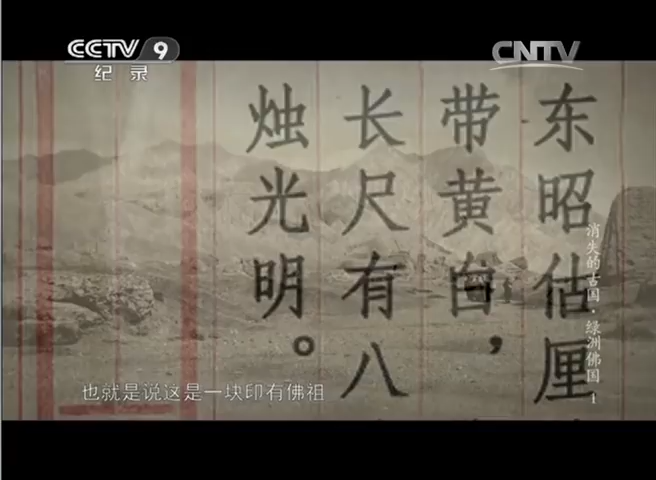 CCTV 9
纪录
CNTV
东昭估厘
带黄白，
长尺有八
烛光明。
消失的古国·绿洲佛国 1
也就是说这是一块印有佛祖